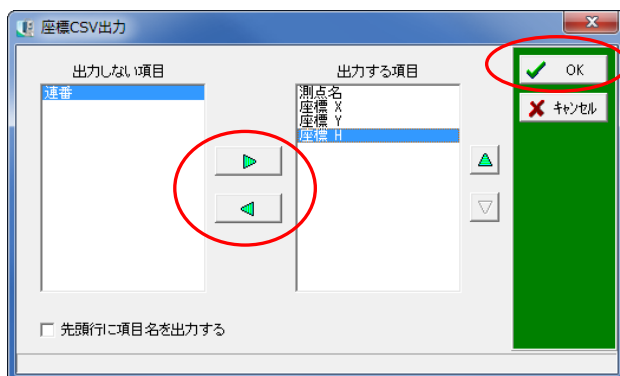 座標CSV出力
出力しない項目
連番
出力する項目
測点名
座標 X
座標 Y
座標 H
OK
キャンセル
先頭行に項目名を出力する